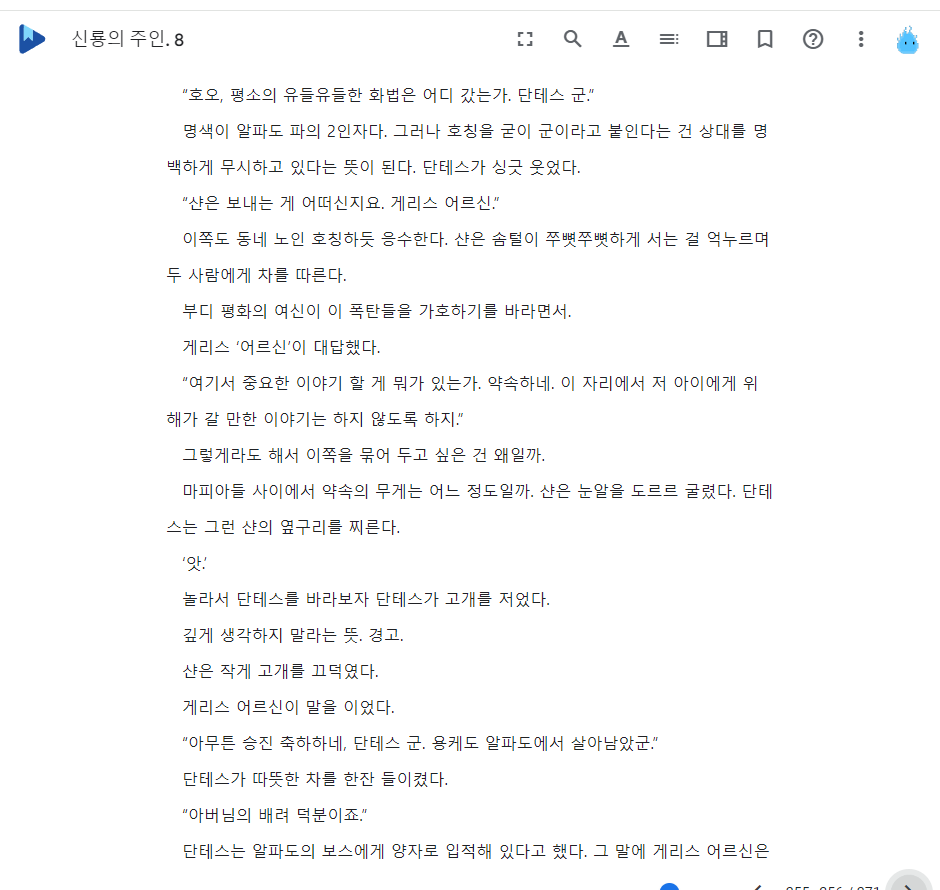 신룡의 주인. 8
“호오, 평소의 유들유들한 화법은 어디 갔는가. 단테스 군.”
명색이 알파도 파의 2인자다. 그러나 호칭을 굳이 군이라고 붙인다는 건 상대를 명
백하게 무시하고 있다는 뜻이 된다. 단테스가 싱긋 웃었다.
“샨은 보내는 게 어떠신지요. 게리스 어르신.”
이쪽도 동네 노인 호칭하듯 응수한다. 샨은 솜털이 쭈뼛쭈뼛하게 서는 걸 억누르며
두 사람에게 차를 따른다.
부디 평화의 여신이 이 폭탄들을 가호하기를 바라면서.
게리스 ‘어르신’이 대답했다.
“여기서 중요한 이야기 할 게 뭐가 있는가. 약속하네. 이 자리에서 저 아이에게 위
해가 갈 만한 이야기는 하지 않도록 하지.”
그렇게라도 해서 이쪽을 묶어 두고 싶은 건 왜일까.
마피아들 사이에서 약속의 무게는 어느 정도일까. 샨은 눈알을 도르르 굴렸다. 단테
스는 그런 샨의 옆구리를 찌른다.
‘앗.’
놀라서 단테스를 바라보자 단테스가 고개를 저었다.
깊게 생각하지 말라는 뜻. 경고.
샨은 작게 고개를 끄덕였다.
게리스 어르신이 말을 이었다.
“아무튼 승진 축하하네, 단테스 군. 용케도 알파도에서 살아남았군.”
단테스가 따뜻한 차를 한잔 들이켰다.
“아버님의 배려 덕분이죠.”
단테스는 알파도의 보스에게 양자로 입적해 있다고 했다. 그 말에 게리스 어르신은